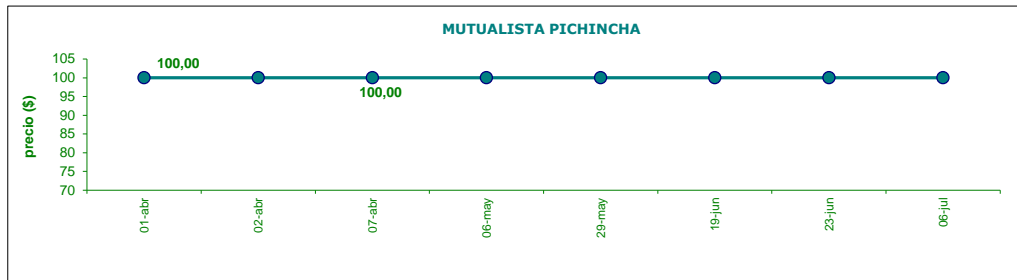 MUTUALISTA PICHINCHA
precio ($)
105
100
95
90
85
80
75
70
100,00
100,00
01-abr
02-abr
07-abr
06-may
29-may
19-jun
23-jun
06-jul